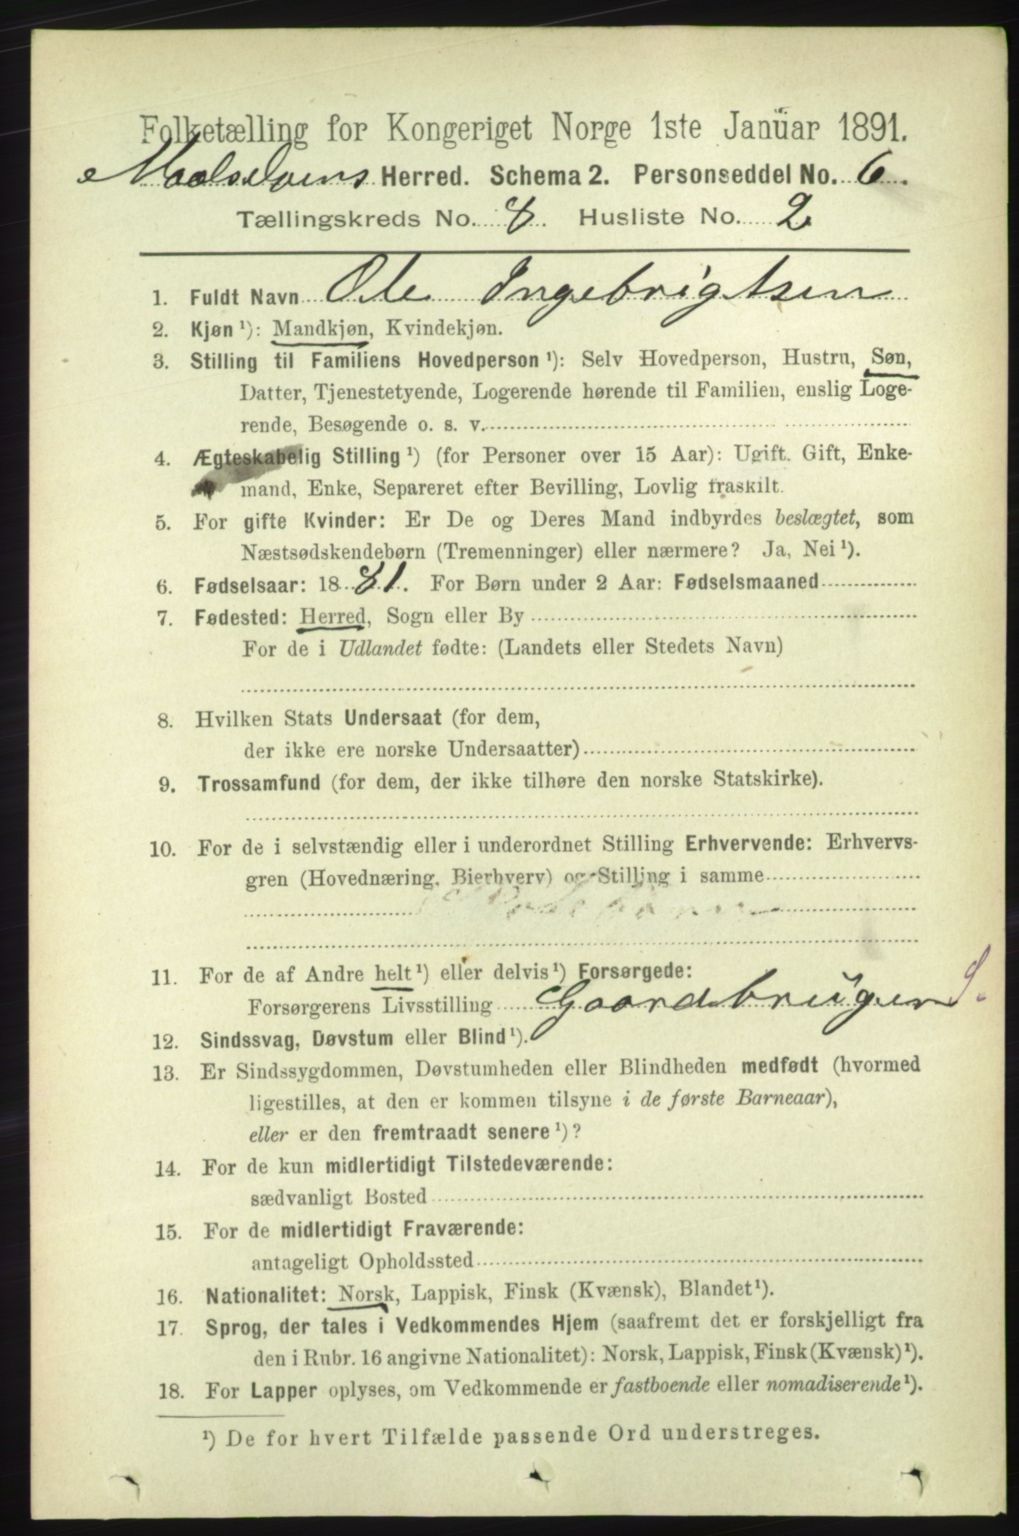 Folketælling for Kongeriget Norge 1ste Januar 1891.
Maalselvens Herred. Schema 2. Personseddel No. 6.
Tællingskreds No. 8. Husliste No. 2
1. Fuldt Navn Ole Ingebrigtsen
2. Kjøn ¹): Mandkjøn, Kvindekjøn.
3. Stilling til Familiens Hovedperson ¹): Selv Hovedperson, Hustru, Søn,
Datter, Tjenestetyende, Logerende hørende til Familien, enslig Loge-
rende, Besøgende o. s. v.
4. Ægteskabelig Stilling ¹) (for Personer over 15 Aar): Ugift. Gift, Enke-
mand, Enke, Separeret efter Bevilling, Lovlig fraskilt.
5. For gifte Kvinder: Er De og Deres Mand indbyrdes beslægtet, som
Næstsødskendebørn (Tremenninger) eller nærmere? Ja, Nei ¹).
6. Fødselsaar: 1881. For Børn under 2 Aar: Fødselsmaaned
7. Fødested: Herred, Sogn eller By
For de i Udlandet fødte: (Landets eller Stedets Navn)
8. Hvilken Stats Undersaat (for dem,
der ikke ere norske Undersaatter)
9. Trossamfund (for dem, der ikke tilhøre den norske Statskirke).
10. For de i selvstændig eller i underordnet Stilling Erhvervende: Erhvervs-
gren (Hovednæring, Bierhverv) og Stilling i samme
11. For de af Andre helt ¹) eller delvis ¹) Forsørgede:
Forsørgerens Livsstilling Gaardbruger S.
12. Sindssvag, Døvstum eller Blind ¹).
13. Er Sindssygdommen, Døvstumheden eller Blindheden medfødt (hvormed
ligestilles, at den er kommen tilsyne i de første Barneaar),
eller er den fremtraadt senere ¹)?
14. For de kun midlertidigt Tilstedeværende:
sædvanligt Bosted
15. For de midlertidigt Fraværende:
antageligt Opholdssted
16. Nationalitet: Norsk, Lappisk, Finsk (Kvænsk), Blandet ¹).
17. Sprog, der tales i Vedkommendes Hjem (saafremt det er forskjelligt fra
den i Rubr. 16 angivne Nationalitet): Norsk, Lappisk, Finsk (Kvænsk) ¹).
18. For Lapper oplyses, om Vedkommende er fastboende eller nomadiserende ¹).
¹) De for hvert Tilfælde passende Ord understreges.